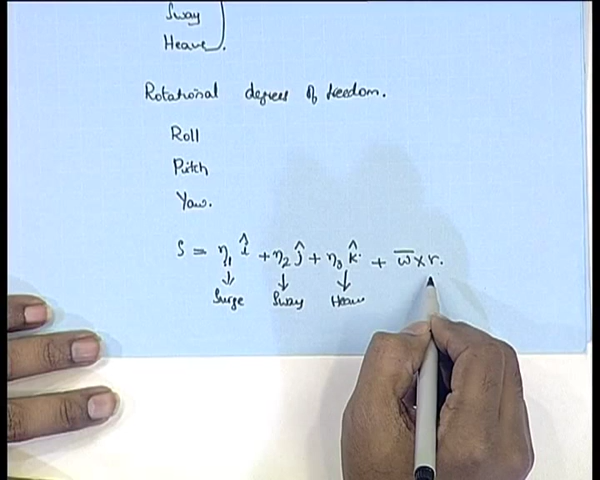 Sway
Heave
Rotational degrees of freedom.
Roll
Pitch
Yaw.
S = η₁ î + η₂ ĵ + η₃ k̂ + ω̅ × r.
Surge Sway Heave